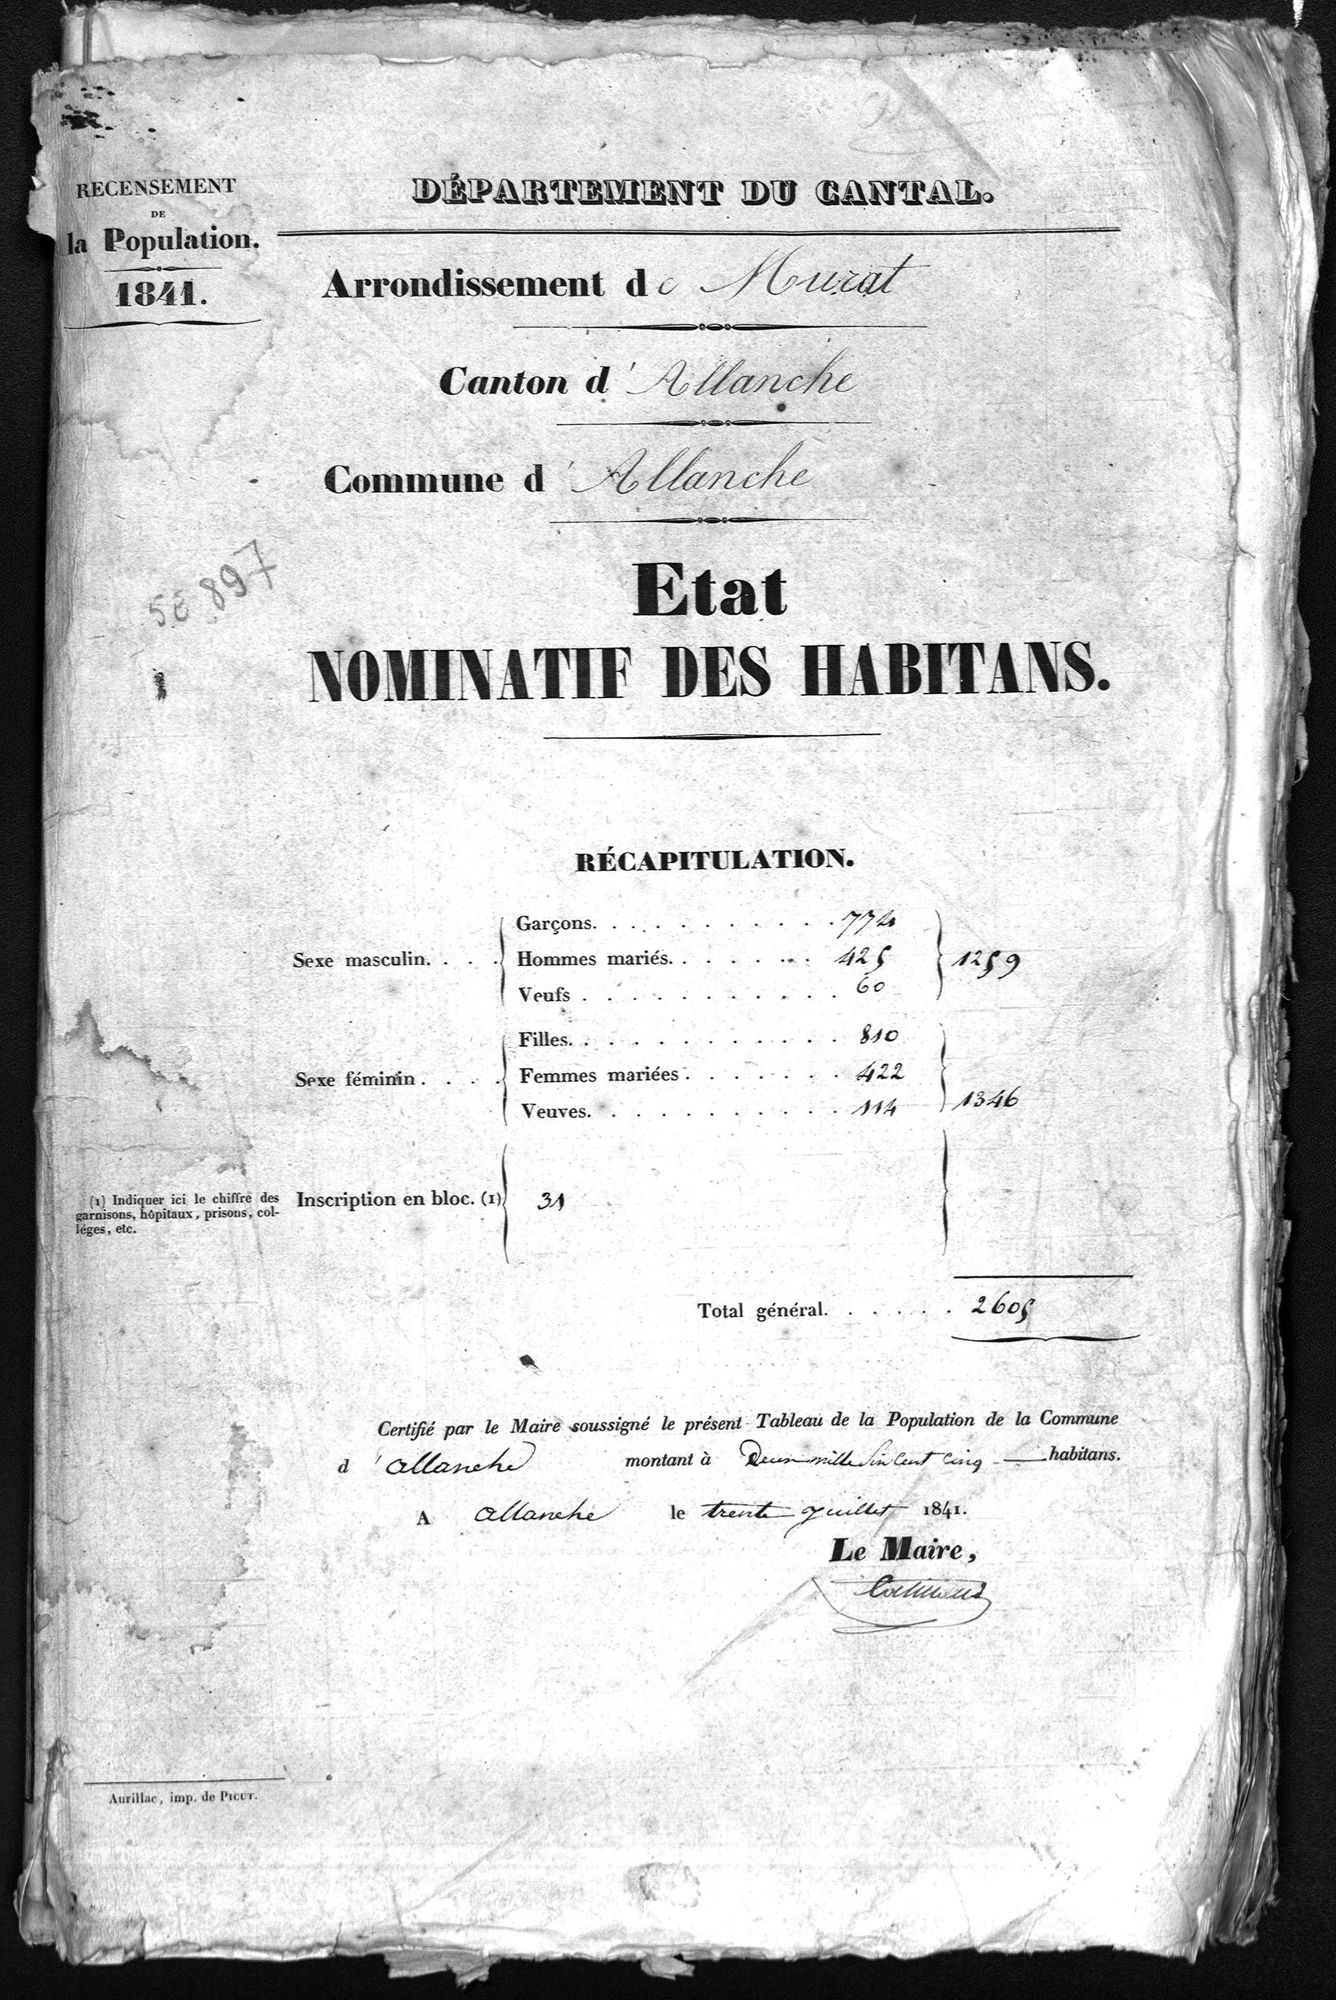 RECENSEMENT
DE
la Population.
1841.
DÉPARTEMENT DU CANTAL.
Arrondissement de Murat
Canton d'Allanche
Commune d'Allanche
5E 897
Etat
NOMINATIF DES HABITANS.
RÉCAPITULATION.
Sexe masculin. . . .
Garçons. . . . . . . . . . . . 774
Hommes mariés. . . . . . . . 425
Veufs . . . . . . . . . . . . 60
1259
Sexe féminin . . . .
Filles. . . . . . . . . . . . . 810
Femmes mariées . . . . . . . 422
Veuves. . . . . . . . . . . . 114
1346
Inscription en bloc. (1) 31
(1) Indiquer ici le chiffre des
garnisons, hôpitaux, prisons, col-
léges, etc.
Total général. . . . . . 2605
Certifié par le Maire soussigné le présent Tableau de la Population de la Commune
d'allanche montant à Deux mille Six Cent Cinq habitans.
A allanche le trente Juillet 1841.
Le Maire,
Aurillac, imp. de PICUT.